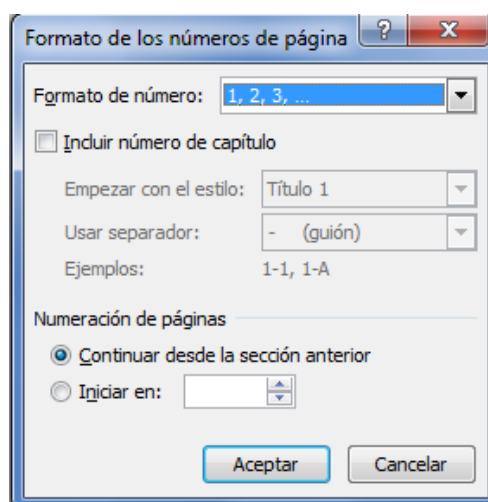 Formato de los números de página ? x
Formato de número: 1, 2, 3, ...
Incluir número de capítulo
Empezar con el estilo: Título 1
Usar separador: - (guión)
Ejemplos: 1-1, 1-A
Numeración de páginas
Continuar desde la sección anterior
Iniciar en:
Aceptar Cancelar